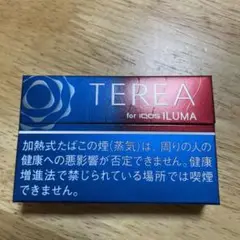 TEREA
for IQOS ILUMA
加熱式たばこの煙(蒸気)は、周りの人の
健康への悪影響が否定できません。健康
増進法で禁じられている場所では喫煙
できません。